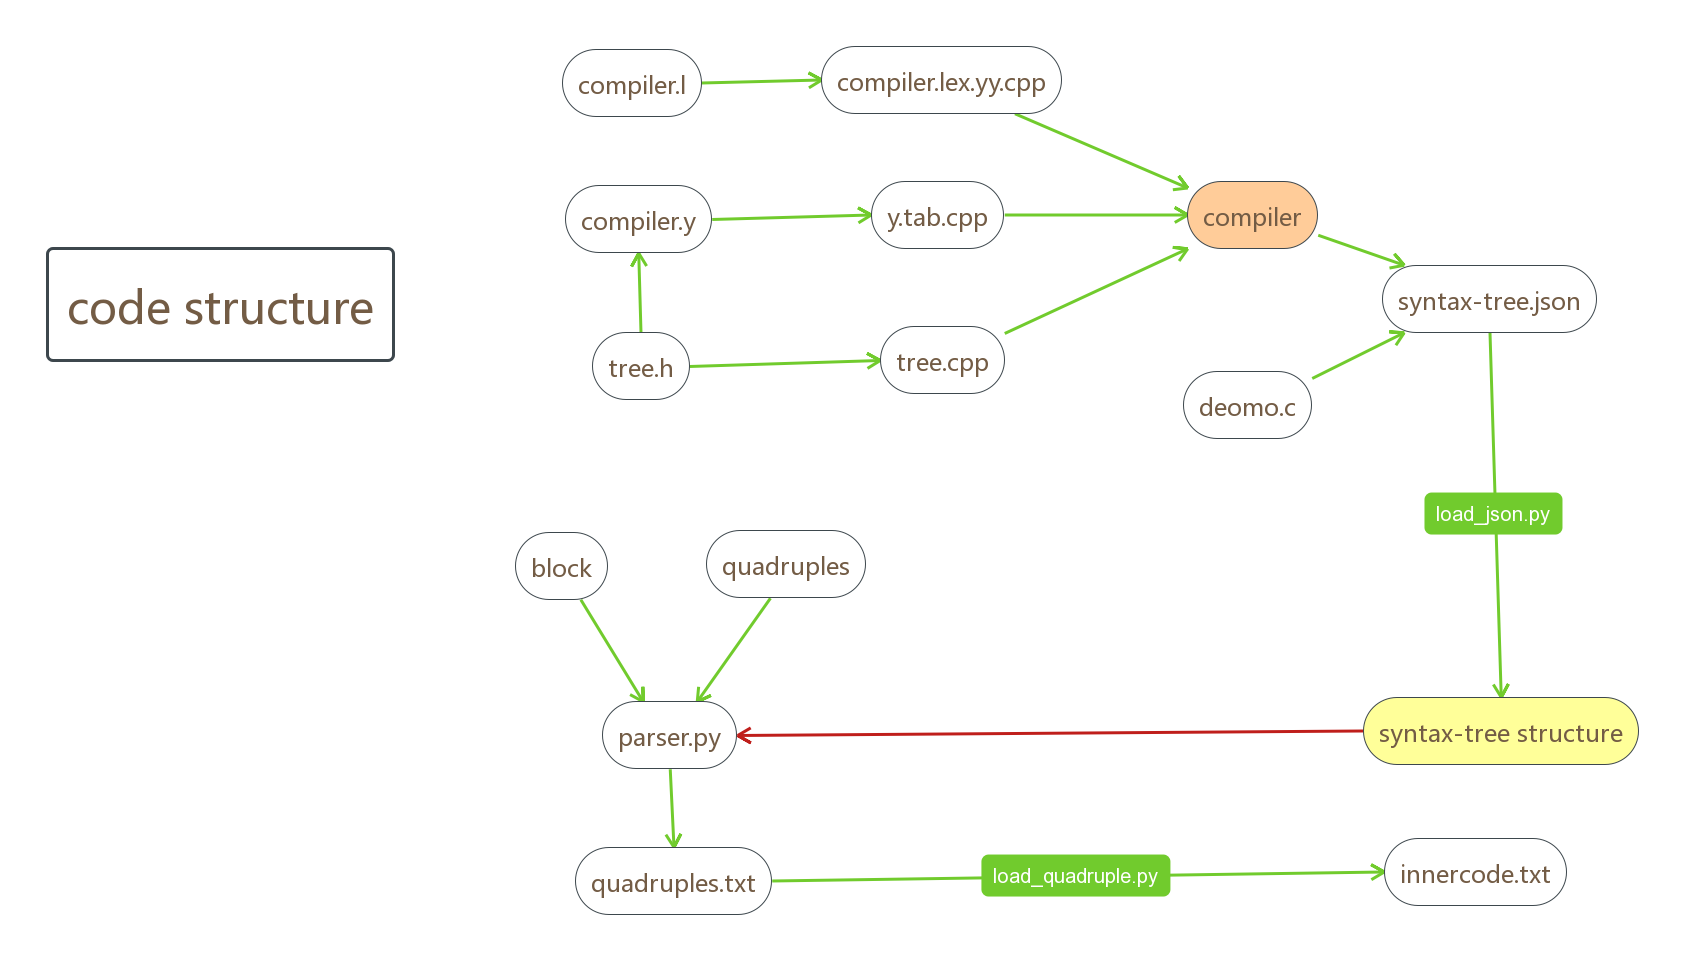 compiler.l
compiler.lex.yy.cpp
compiler.y
y.tab.cpp
compiler
code structure
syntax-tree.json
tree.h
tree.cpp
deomo.c
load_json.py
block
quadruples
parser.py
syntax-tree structure
quadruples.txt
load_quadruple.py
innercode.txt